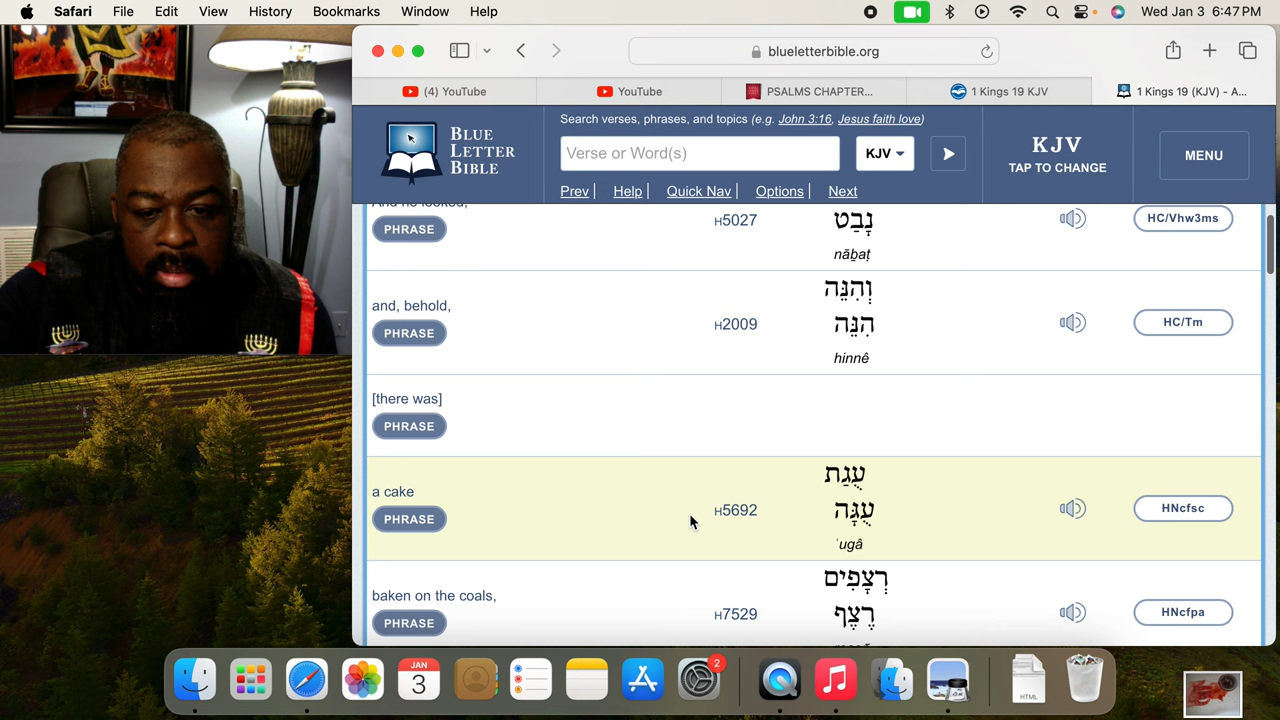 Safari File Edit View History Bookmarks Window Help Wed Jan 3 6:47 PM
blueletterbible.org
(4) YouTube YouTube PSALMS CHAPTER... 1 Kings 19 KJV 1 Kings 19 (KJV) - A...
BLUE
LETTER
BIBLE
Search verses, phrases, and topics (e.g. John 3:16, Jesus faith love)
Verse or Word(s) KJV
Prev | Help | Quick Nav | Options | Next
KJV
TAP TO CHANGE
MENU
And he looked,
PHRASE H5027 נָבַט HC/Vhw3ms
nāḇaṭ
וְהִנֵּה
and, behold,
PHRASE H2009 הִנֵּה HC/Tm
hinnê
[there was]
PHRASE
עֻגַת
a cake
PHRASE H5692 עֻגָּה HNcfsc
ʿugâ
רְצָפִים
baken on the coals,
PHRASE H7529 רֶצֶף HNcfpa
JAN
3
2
HTML